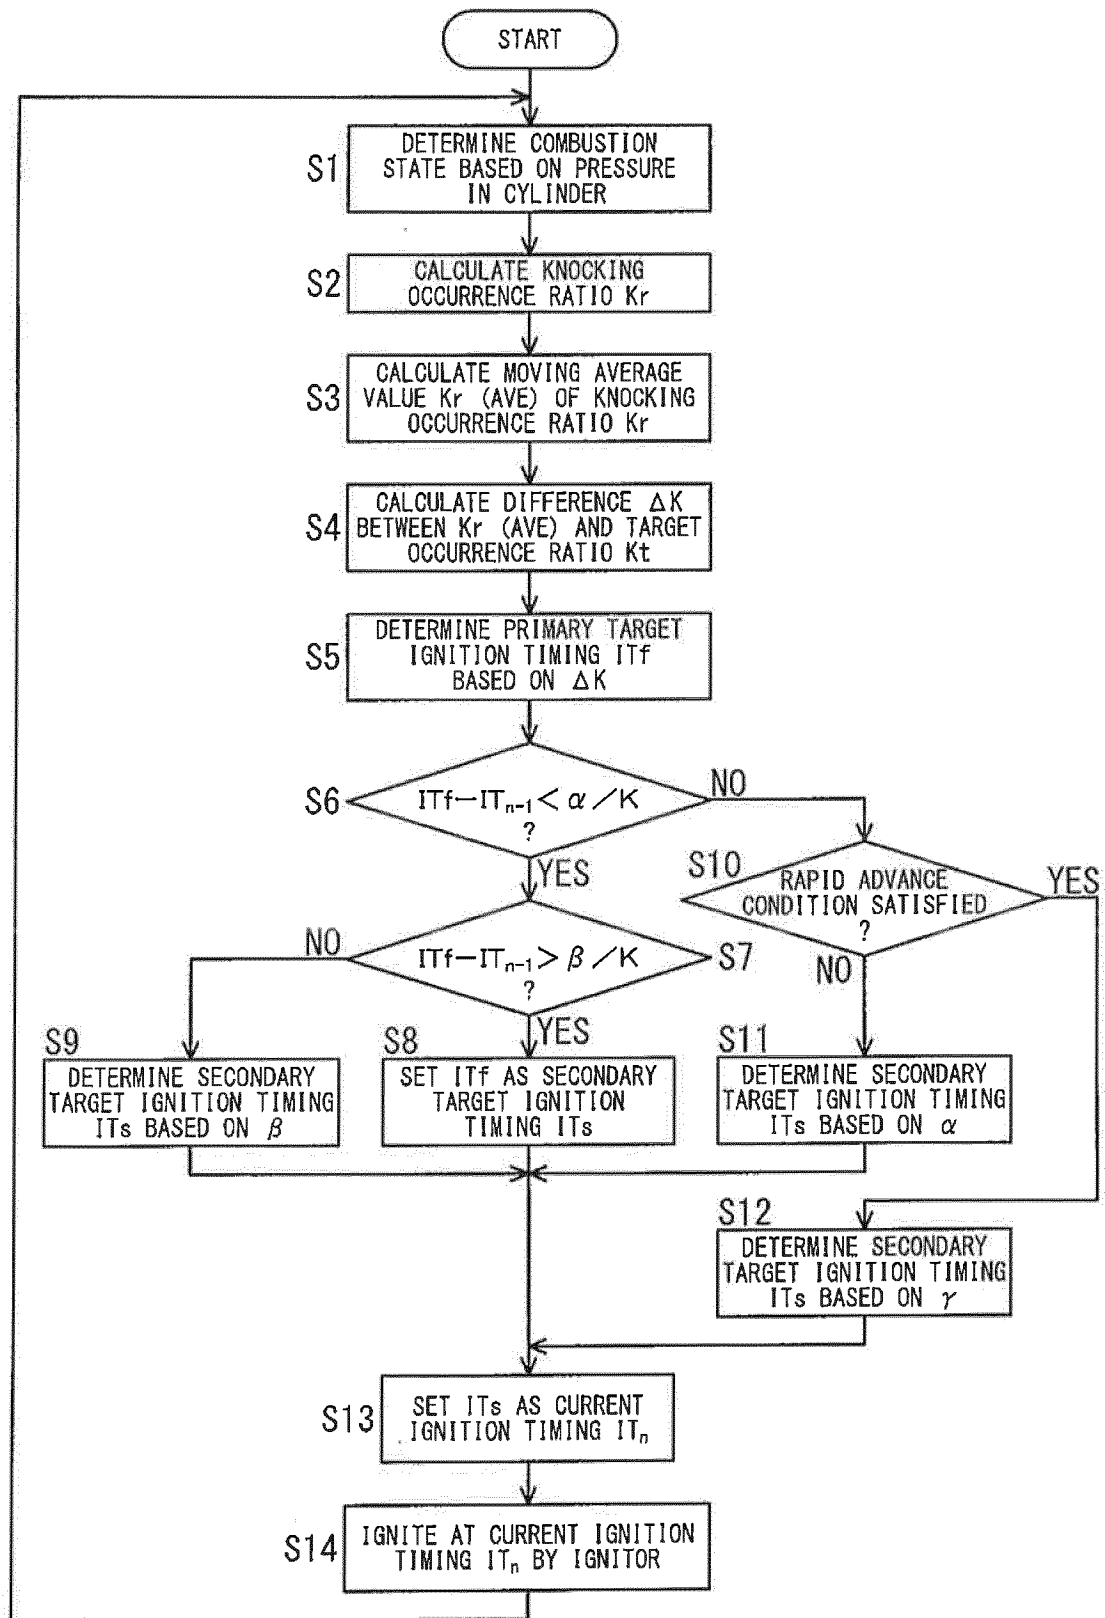 START
S1
DETERMINE COMBUSTION
STATE BASED ON PRESSURE
IN CYLINDER
S2
CALCULATE KNOCKING
OCCURRENCE RATIO Kr
S3
CALCULATE MOVING AVERAGE
VALUE Kr (AVE) OF KNOCKING
OCCURRENCE RATIO Kr
S4
CALCULATE DIFFERENCE ΔK
BETWEEN Kr (AVE) AND TARGET
OCCURRENCE RATIO Kt
S5
DETERMINE PRIMARY TARGET
IGNITION TIMING ITf
BASED ON ΔK
S6
ITf−ITn-1< α/K
?
NO
YES
S10
RAPID ADVANCE
CONDITION SATISFIED
?
YES
NO
S7
ITf−ITn-1> β/K
?
NO
YES
S9
DETERMINE SECONDARY
TARGET IGNITION TIMING
ITs BASED ON β
S8
SET ITf AS SECONDARY
TARGET IGNITION
TIMING ITs
S11
DETERMINE SECONDARY
TARGET IGNITION TIMING
ITs BASED ON α
S12
DETERMINE SECONDARY
TARGET IGNITION TIMING
ITs BASED ON γ
S13
SET ITs AS CURRENT
IGNITION TIMING ITn
S14
IGNITE AT CURRENT IGNITION
TIMING ITn BY IGNITOR